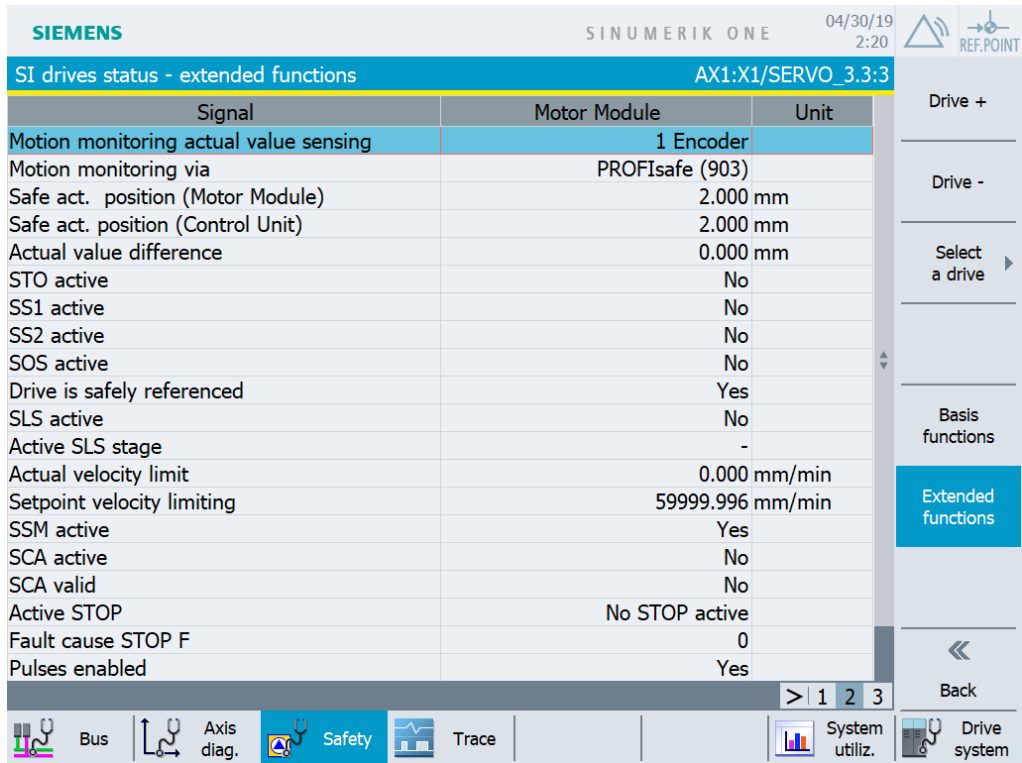 SIEMENS
SINUMERIK ONE
04/30/19
2:20
REF.POINT
SI drives status - extended functions AX1:X1/SERVO_3.3:3
Signal Motor Module Unit
Motion monitoring actual value sensing 1 Encoder
Motion monitoring via PROFIsafe (903)
Safe act. position (Motor Module) 2.000 mm
Safe act. position (Control Unit) 2.000 mm
Actual value difference 0.000 mm
STO active No
SS1 active No
SS2 active No
SOS active No
Drive is safely referenced Yes
SLS active No
Active SLS stage -
Actual velocity limit 0.000 mm/min
Setpoint velocity limiting 59999.996 mm/min
SSM active Yes
SCA active No
SCA valid No
Active STOP No STOP active
Fault cause STOP F 0
Pulses enabled Yes
> 1 2 3
Drive +
Drive -
Select
a drive
Basis
functions
Extended
functions
Back
Bus
Axis
diag.
Safety
Trace
System
utiliz.
Drive
system